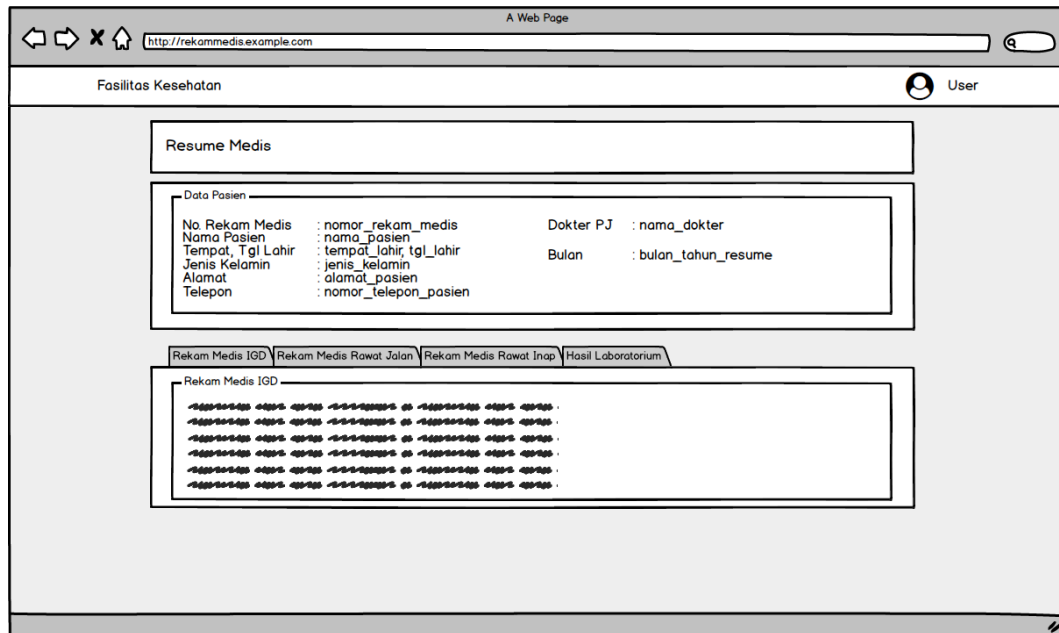 A Web Page
http://rekammedis.example.com
Fasilitas Kesehatan
User
Resume Medis
Data Pasien
No. Rekam Medis : nomor_rekam_medis
Nama Pasien : nama_pasien
Tempat, Tgl Lahir : tempat_lahir, tgl_lahir
Jenis Kelamin : jenis_kelamin
Alamat : alamat_pasien
Telepon : nomor_telepon_pasien
Dokter PJ : nama_dokter
Bulan : bulan_tahun_resume
Rekam Medis IGD Rekam Medis Rawat Jalan Rekam Medis Rawat Inap Hasil Laboratorium
Rekam Medis IGD